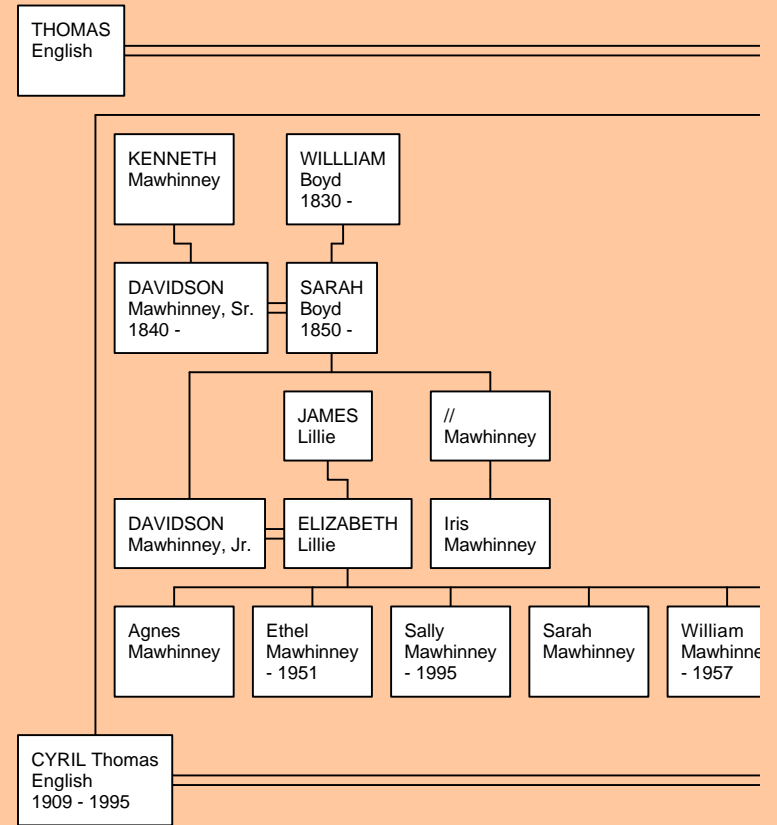 THOMAS
English
KENNETH
Mawhinney
WILLLIAM
Boyd
1830 -
DAVIDSON
Mawhinney, Sr.
1840 -
SARAH
Boyd
1850 -
JAMES
Lillie
//
Mawhinney
DAVIDSON
Mawhinney, Jr.
ELIZABETH
Lillie
Iris
Mawhinney
Agnes
Mawhinney
Ethel
Mawhinney
- 1951
Sally
Mawhinney
- 1995
Sarah
Mawhinney
William
Mawhinne
- 1957
CYRIL Thomas
English
1909 - 1995